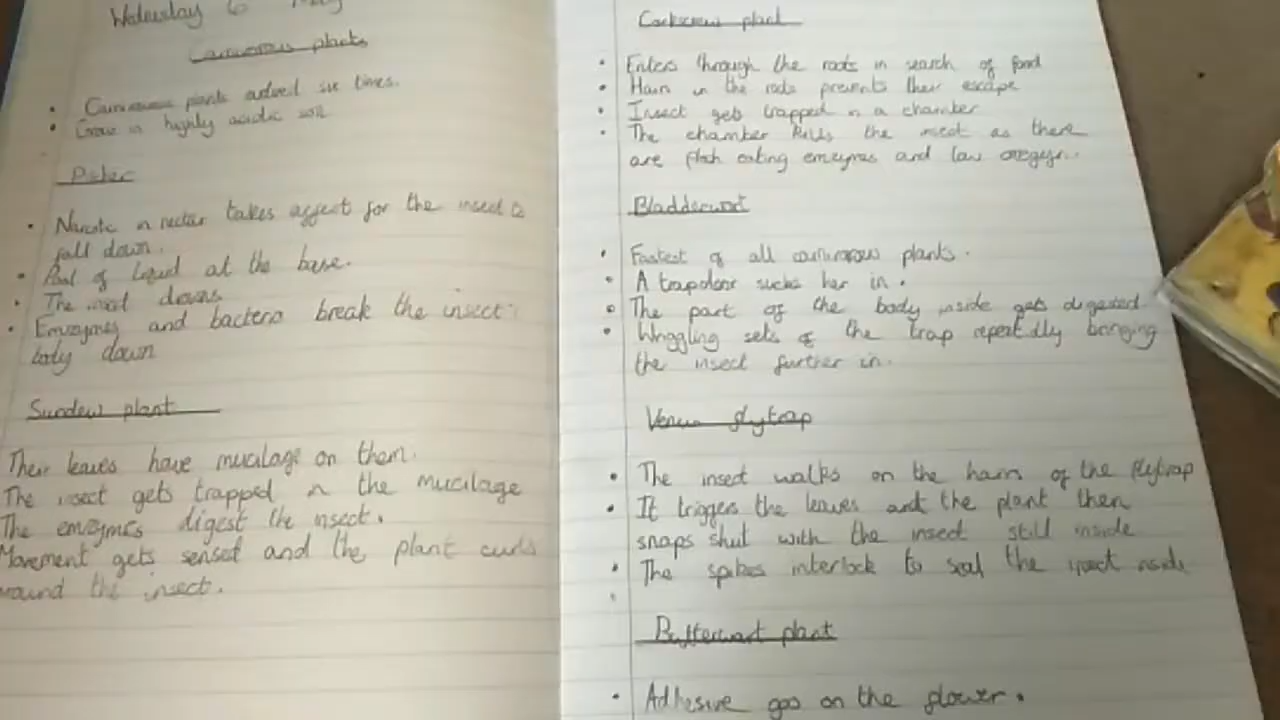 Wednesday 6 May
Carnivorous plants
Carnivorous plants evolved six times.
Grow in highly acidic soil
Pitcher
Narcotic in nectar takes affect for the insect to
fall down.
Pool of liquid at the base.
The insect drowns
Emzymes and bacteria break the insect
body down
Sundew plant
Their leaves have mucilage on them.
The insect gets trapped in the mucilage
The enzymes digest the insect.
Movement gets sensed and the plant curls
around the insect.
Corkscrew plant
Enters through the roots in search of food
Hairs in the roots prevents their escape
Insect gets trapped in a chamber
The chamber kills the insect as there
are flesh eating emzymes and low
Bladderwort
Fastest of all carnivorous plants.
A trapdoor sucks her in.
The part of the body inside gets digested
Wriggling sets of the trap repeatedly bringing
the insect further in.
Venus flytrap
The insect walks on the hairs of the flytrap
It triggers the leaves and the plant then
snaps shut with the insect still inside
The spikes interlock to seal the insect inside
Butterwort plant
Adhesive goo on the flower.